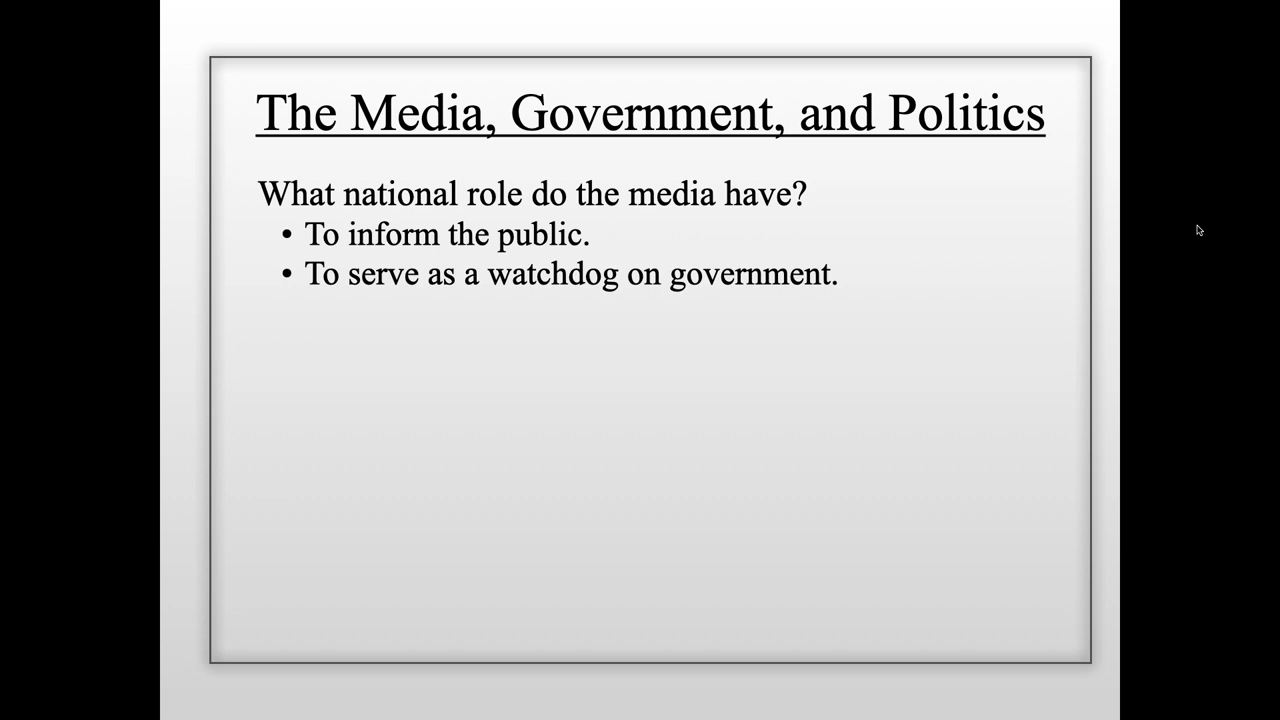 The Media, Government, and Politics
What national role do the media have?
• To inform the public.
• To serve as a watchdog on government.